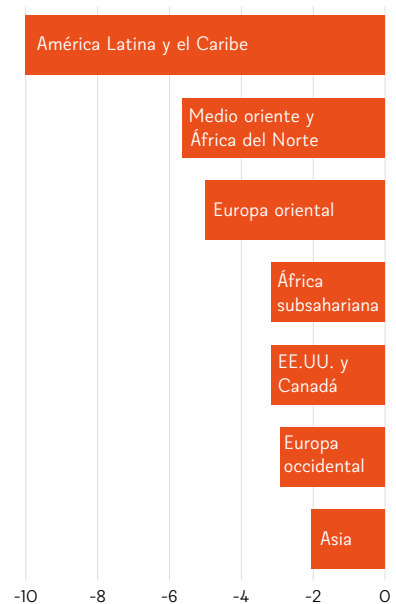 América Latina y el Caribe
Medio oriente y
África del Norte
Europa oriental
África
subsahariana
EE.UU. y
Canadá
Europa
occidental
Asia
-10 -8 -6 -4 -2 0